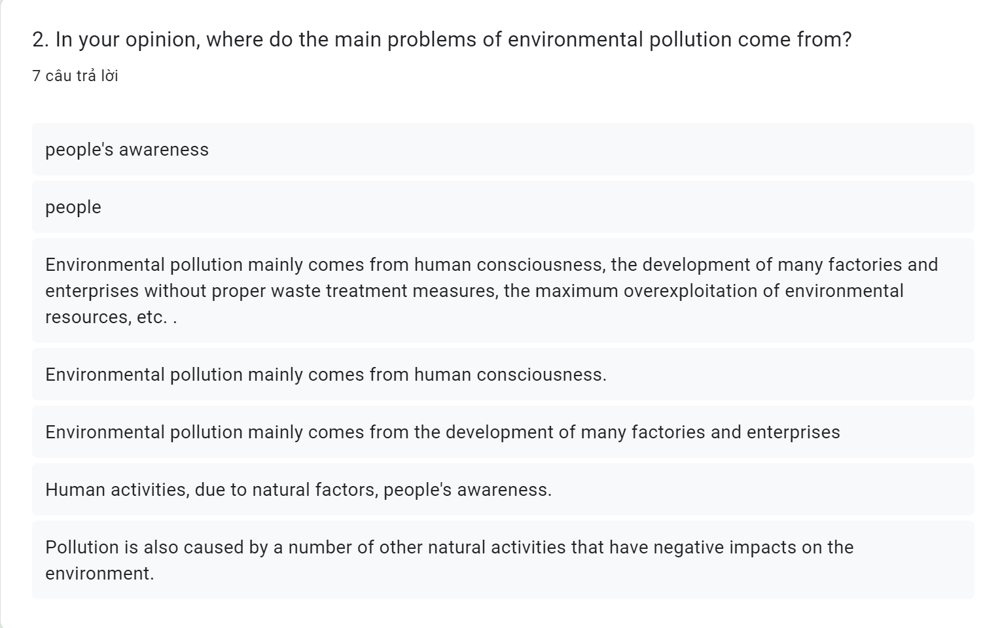 2. In your opinion, where do the main problems of environmental pollution come from?
7 câu trả lời
people's awareness
people
Environmental pollution mainly comes from human consciousness, the development of many factories and
enterprises without proper waste treatment measures, the maximum overexploitation of environmental
resources, etc. .
Environmental pollution mainly comes from human consciousness.
Environmental pollution mainly comes from the development of many factories and enterprises
Human activities, due to natural factors, people's awareness.
Pollution is also caused by a number of other natural activities that have negative impacts on the
environment.